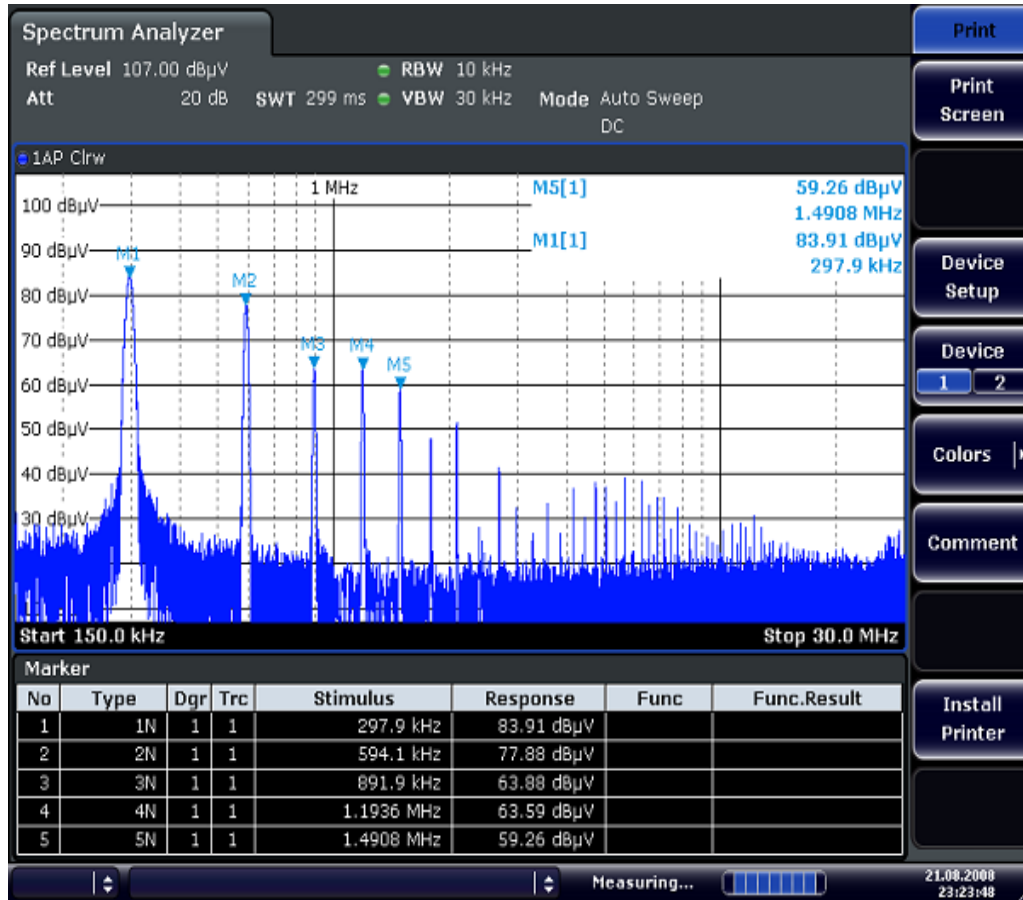 Spectrum Analyzer
Ref Level 107.00 dBµV RBW 10 kHz
Att 20 dB SWT 299 ms VBW 30 kHz Mode Auto Sweep
DC
1AP Clrw
1 MHz
M5[1] 59.26 dBµV
1.4908 MHz
M1[1] 83.91 dBµV
297.9 kHz
100 dBµV
90 dBµV
80 dBµV
70 dBµV
60 dBµV
50 dBµV
40 dBµV
30 dBµV
M1
M2
M3
M4
M5
Start 150.0 kHz Stop 30.0 MHz
Marker
No Type Dgr Trc Stimulus Response Func Func.Result
1 1N 1 1 297.9 kHz 83.91 dBµV
2 2N 1 1 594.1 kHz 77.88 dBµV
3 3N 1 1 891.9 kHz 63.88 dBµV
4 4N 1 1 1.1936 MHz 63.59 dBµV
5 5N 1 1 1.4908 MHz 59.26 dBµV
Measuring...
21.08.2008
23:23:48
Print
Print
Screen
Device
Setup
Device
1 2
Colors
Comment
Install
Printer